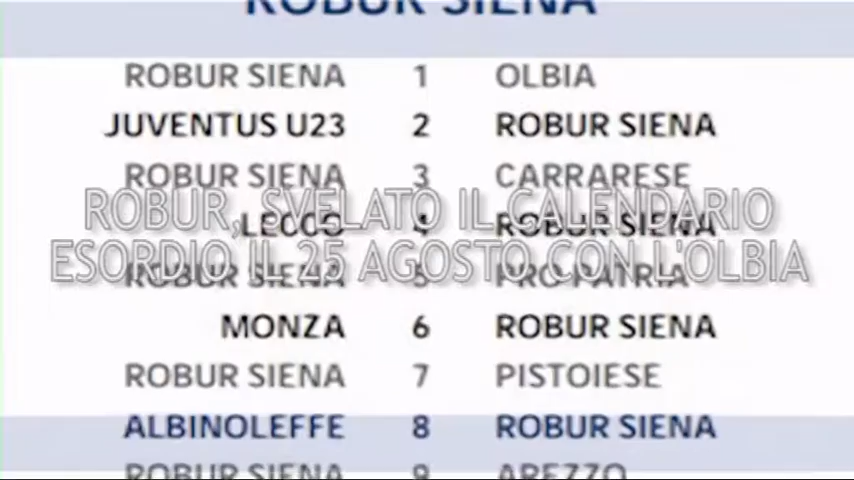 ROBUR SIENA
ROBUR SIENA 1 OLBIA
JUVENTUS U23 2 ROBUR SIENA
ROBUR SIENA 3 CARRARESE
ROBUR, SVELATO IL CALENDARIO
LECCO 4 ROBUR SIENA
ESORDIO IL 25 AGOSTO CON L'OLBIA
ROBUR SIENA 5 PRO PATRIA
MONZA 6 ROBUR SIENA
ROBUR SIENA 7 PISTOIESE
ALBINOLEFFE 8 ROBUR SIENA
ROBUR SIENA 9 AREZZO